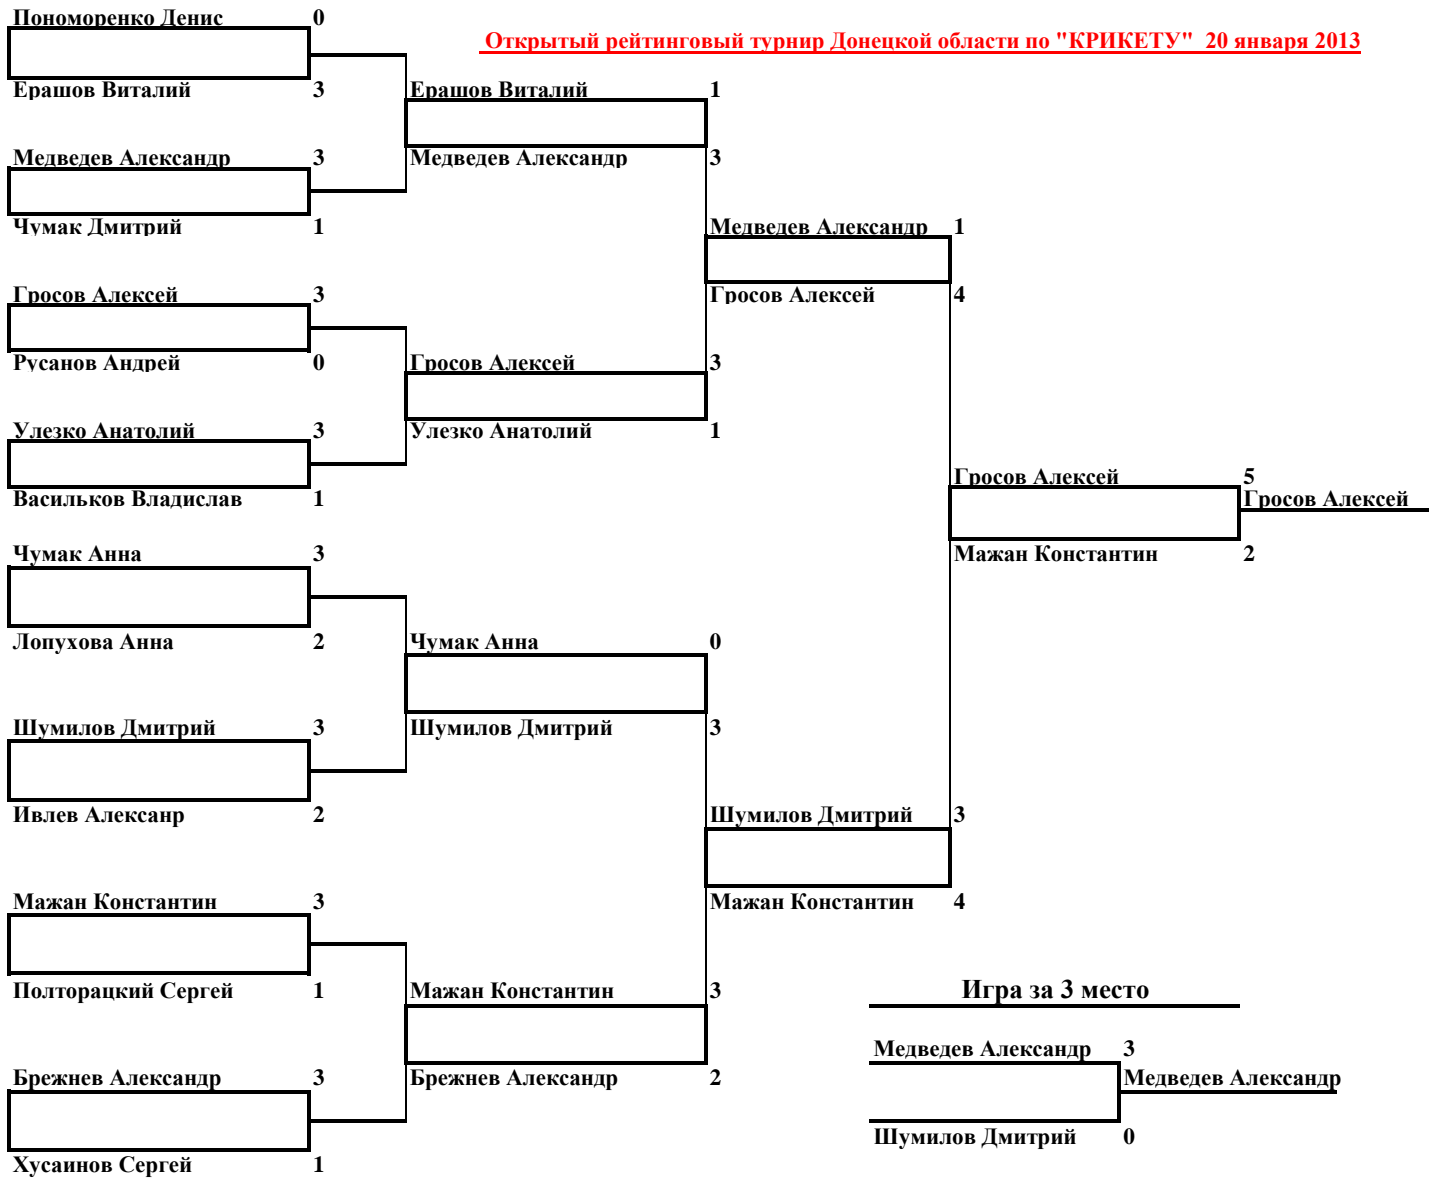 Пономоренко Денис 0
Открытый рейтинговый турнир Донецкой области по "КРИКЕТУ" 20 января 2013
Ерашов Виталий 3 Ерашов Виталий 1
Медведев Александр 3 Медведев Александр 3
Чумак Дмитрий 1 Медведев Александр 1
Гросов Алексей 3 Гросов Алексей 4
Русанов Андрей 0 Гросов Алексей 3
Улезко Анатолий 3 Улезко Анатолий 1
Гросов Алексей 5
Васильков Владислав 1 Гросов Алексей
Чумак Анна 3 Мажан Константин 2
Лопухова Анна 2 Чумак Анна 0
Шумилов Дмитрий 3 Шумилов Дмитрий 3
Ивлев Алексанр 2 Шумилов Дмитрий 3
Мажан Константин 3 Мажан Константин 4
Полторацкий Сергей 1 Мажан Константин 3 Игра за 3 место
Медведев Александр 3
Брежнев Александр 3 Брежнев Александр 2 Медведев Александр
Шумилов Дмитрий 0
Хусаинов Сергей 1